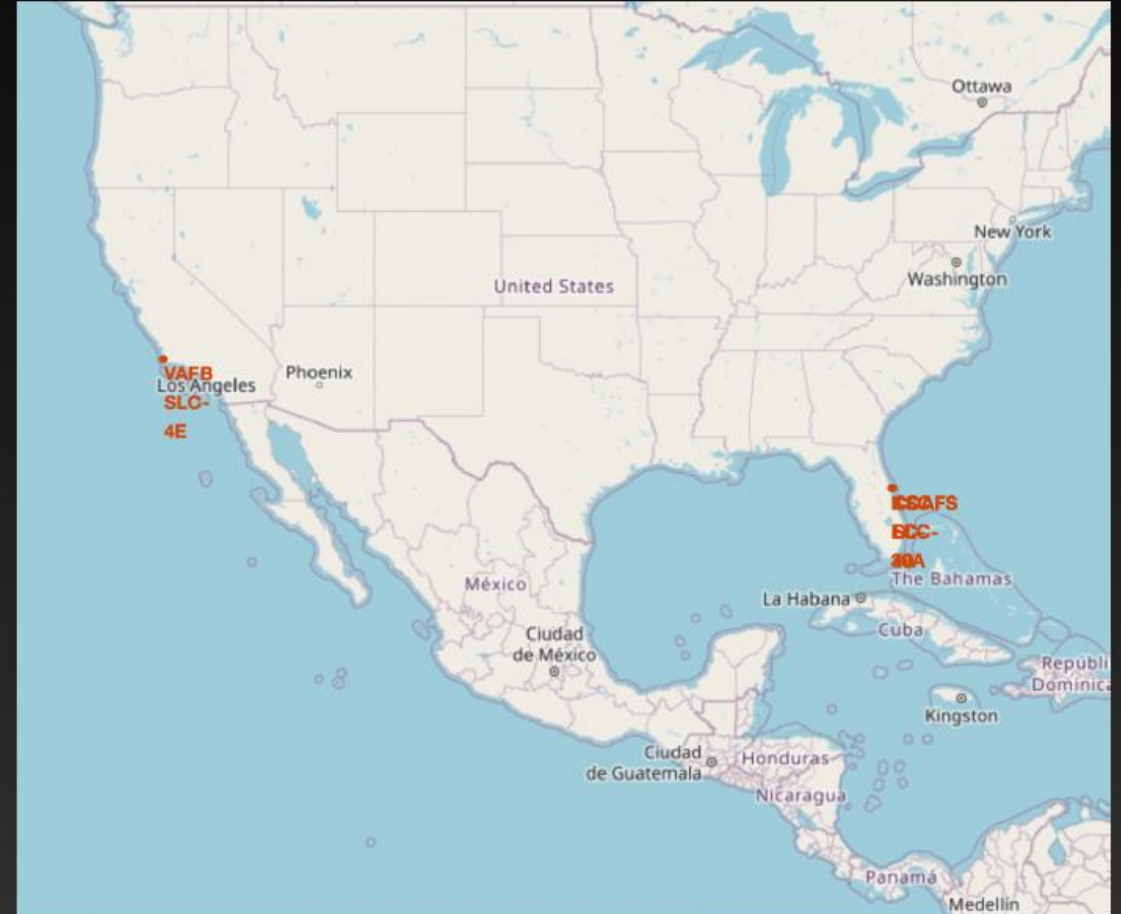 Ottawa
New York
Washington
United States
VAFB
Los Angeles
SLC-
4E
Phoenix
México
The Bahamas
La Habana
Cuba
Ciudad
de México
Repúbli
Dominica
Kingston
Ciudad
de Guatemala
Honduras
Nicaragua
Panamá
Medellín